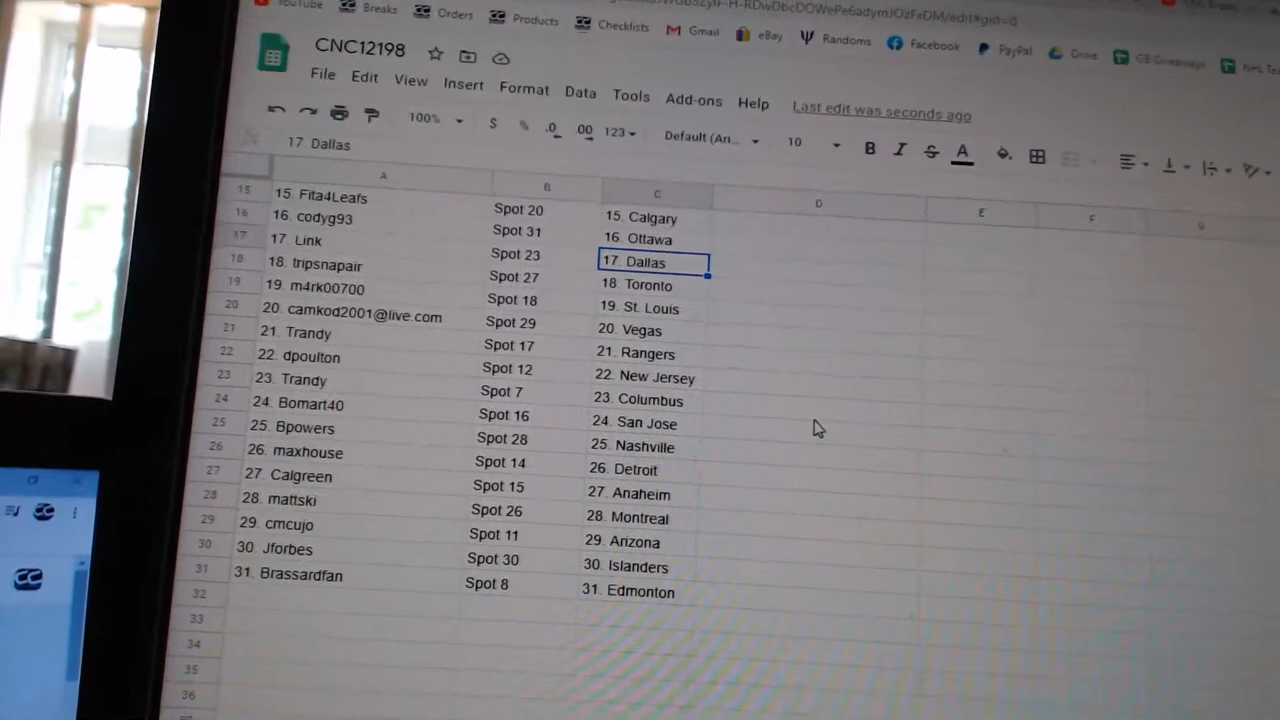 YouTube Breaks Orders Products Checklists Gmail eBay Randoms Facebook PayPal Drive GB Giveaways
CNC12198
File Edit View Insert Format Data Tools Add-ons Help Last edit was seconds ago
100% $ % .0 .00 123 Default (Ari... 10 B I S A
fx 17. Dallas
A B C D E F G
15 15. Fita4Leafs Spot 20 15. Calgary
16 16. codyg93 Spot 31 16. Ottawa
17 17. Link Spot 23 17. Dallas
18 18. tripsnapair Spot 27 18. Toronto
19 19. m4rk00700 Spot 18 19. St. Louis
20 20. camkod2001@live.com Spot 29 20. Vegas
21 21. Trandy Spot 17 21. Rangers
22 22. dpoulton Spot 12 22. New Jersey
23 23. Trandy Spot 7 23. Columbus
24 24. Bomart40 Spot 16 24. San Jose
25 25. Bpowers Spot 28 25. Nashville
26 26. maxhouse Spot 14 26. Detroit
27 27. Calgreen Spot 15 27. Anaheim
28 28. mattski Spot 26 28. Montreal
29 29. cmcujo Spot 11 29. Arizona
30 30. Jforbes Spot 30 30. Islanders
31 31. Brassardfan Spot 8 31. Edmonton
32
33
34
35
36